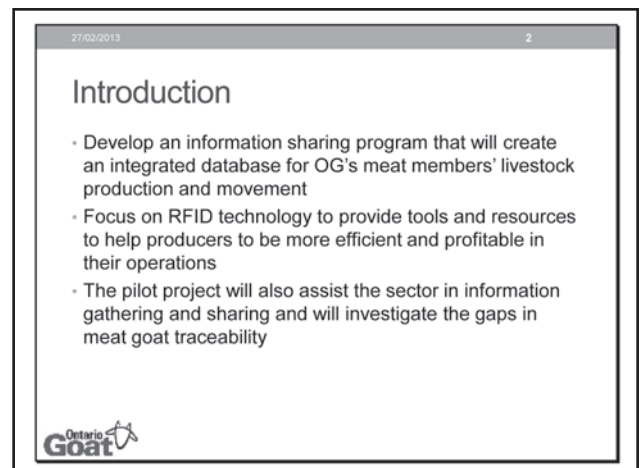 27/02/2013 2
Introduction
• Develop an information sharing program that will create
an integrated database for OG's meat members' livestock
production and movement
• Focus on RFID technology to provide tools and resources
to help producers to be more efficient and profitable in
their operations
• The pilot project will also assist the sector in information
gathering and sharing and will investigate the gaps in
meat goat traceability
Ontario
Goat